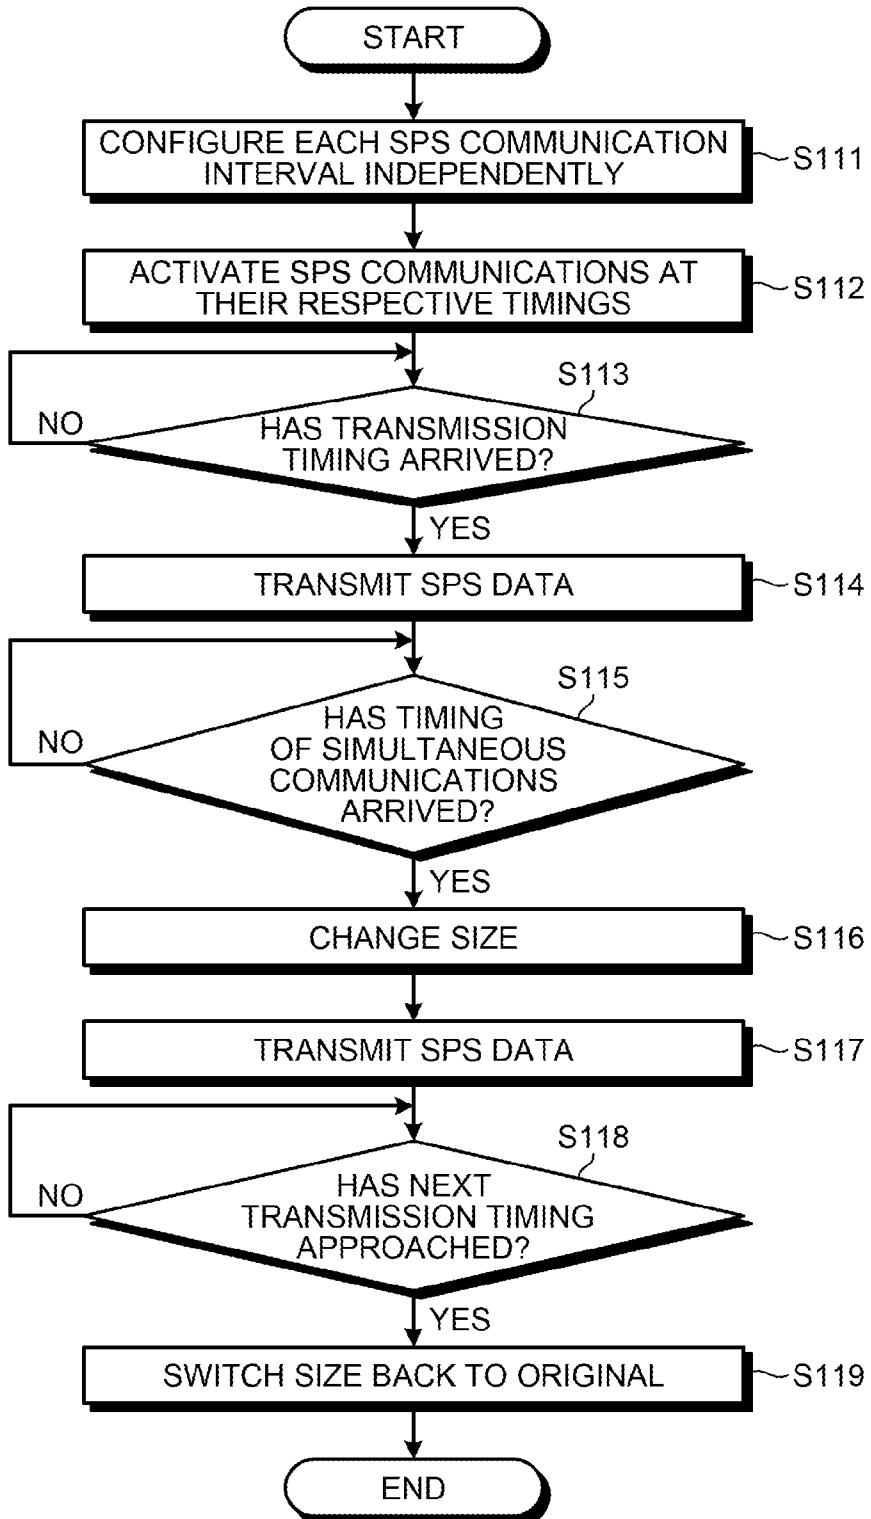 START
CONFIGURE EACH SPS COMMUNICATION
INTERVAL INDEPENDENTLY
S111
ACTIVATE SPS COMMUNICATIONS AT
THEIR RESPECTIVE TIMINGS
S112
S113
NO
HAS TRANSMISSION
TIMING ARRIVED?
YES
TRANSMIT SPS DATA
S114
S115
NO
HAS TIMING
OF SIMULTANEOUS
COMMUNICATIONS
ARRIVED?
YES
CHANGE SIZE
S116
TRANSMIT SPS DATA
S117
S118
NO
HAS NEXT
TRANSMISSION TIMING
APPROACHED?
YES
SWITCH SIZE BACK TO ORIGINAL
S119
END